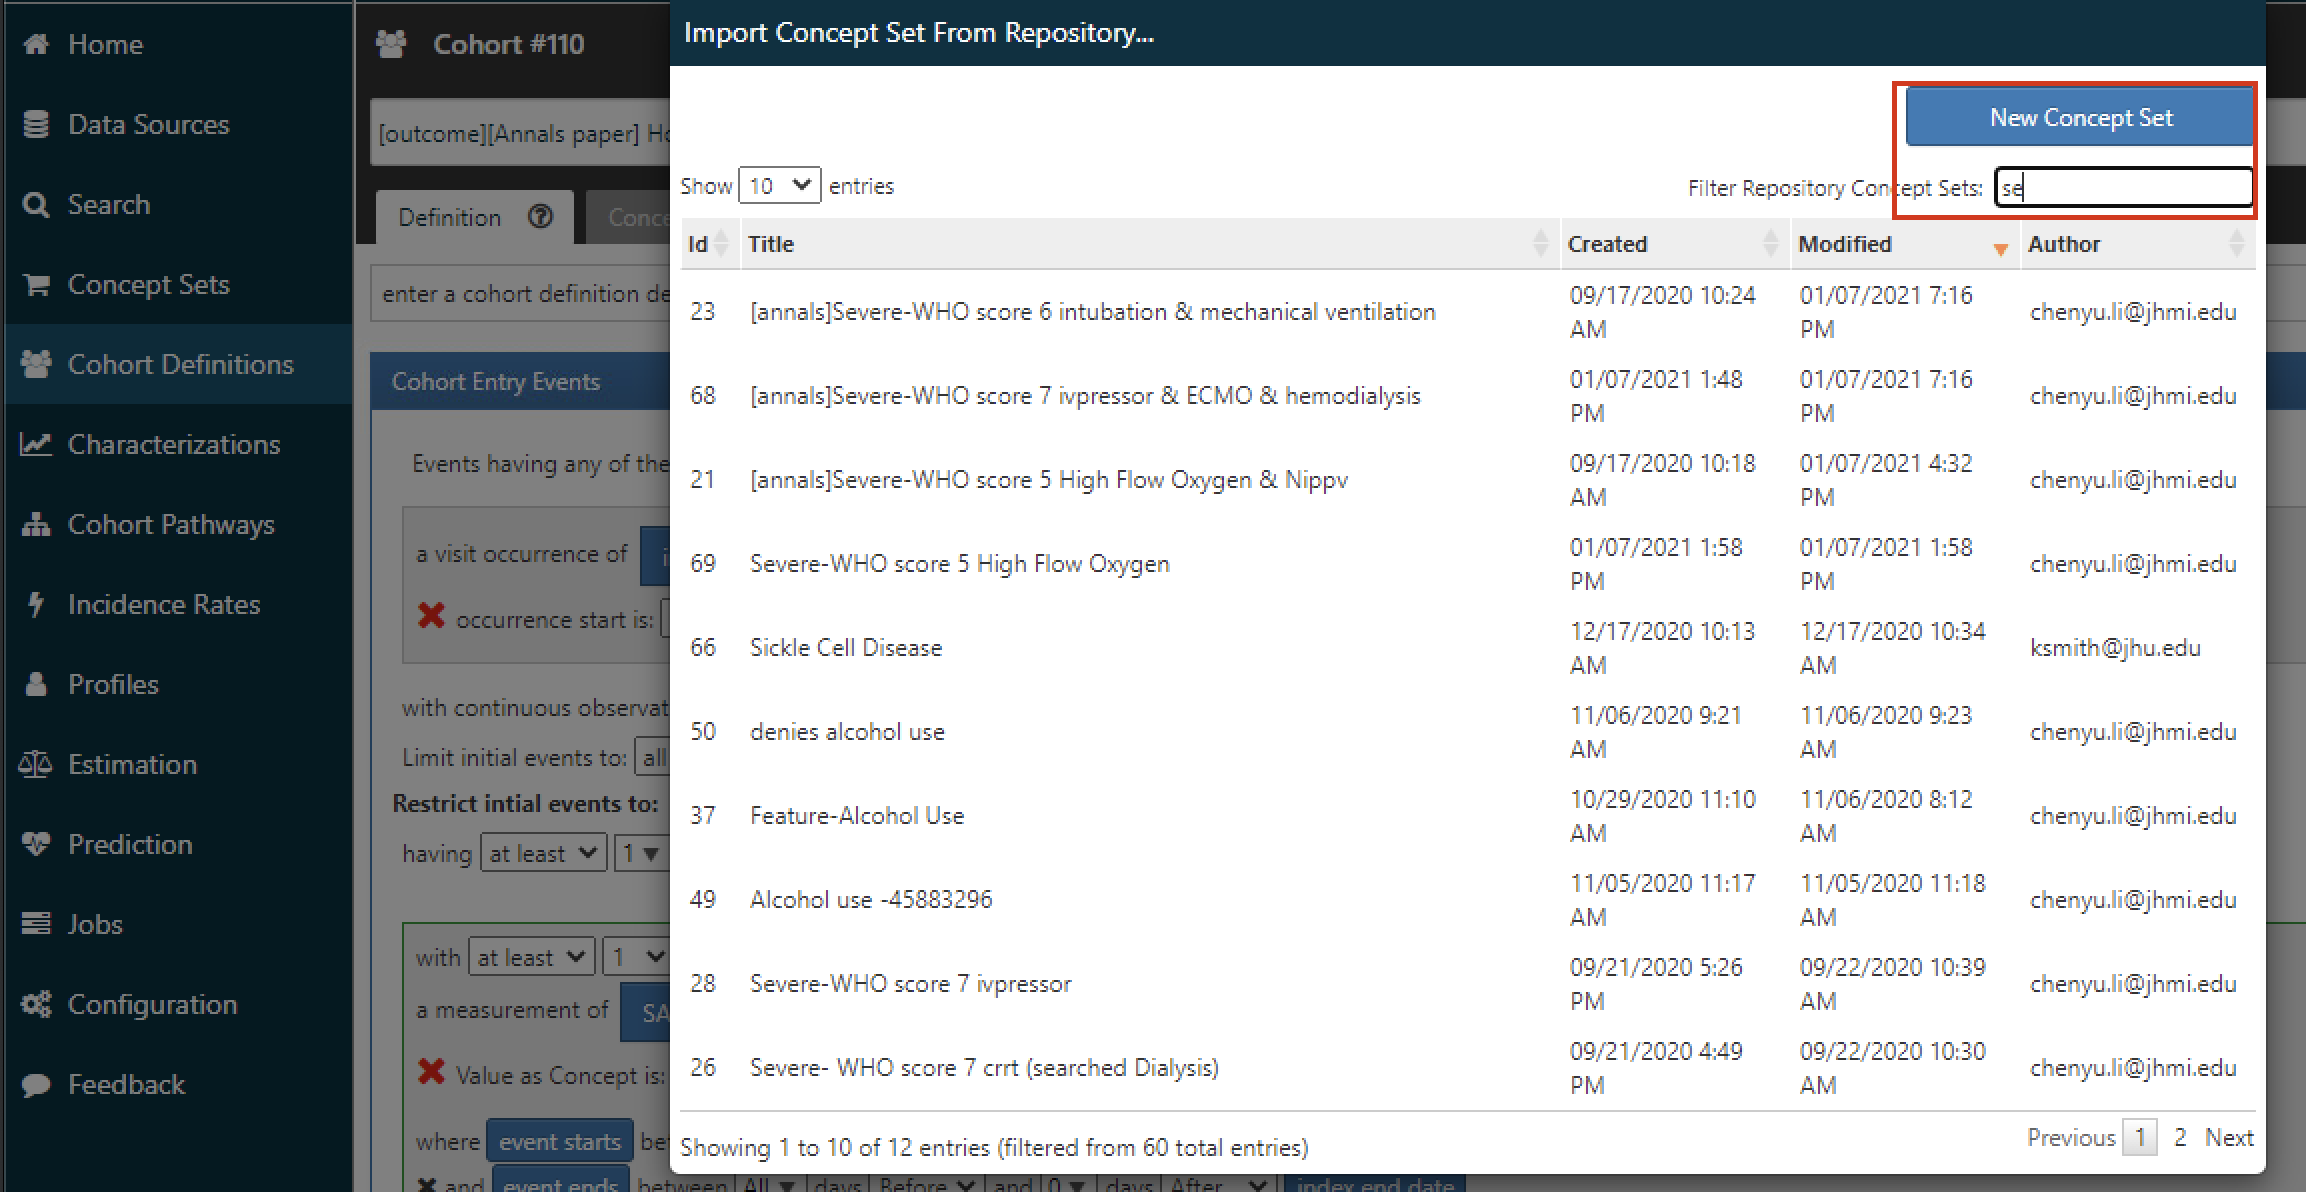 Home
Data Sources
Search
Concept Sets
Cohort Definitions
Characterizations
Cohort Pathways
Incidence Rates
Profiles
Estimation
Prediction
Jobs
Configuration
Feedback
Cohort #110
[outcome][Annals paper]
Definition
enter a cohort definition
Cohort Entry Events
Events having any of the
a visit occurrence of
occurrence start is:
with continuous
Limit initial events to: all
Restrict intial events to:
having at least 1
with at least 1
a measurement of
Value as Concept is:
where event starts
and event ends between All days Before and 0 days After index end date
Import Concept Set From Repository...
New Concept Set
Show 10 entries
Filter Repository Concept Sets: se
Id Title Created Modified Author
23 [annals]Severe-WHO score 6 intubation & mechanical ventilation 09/17/2020 10:24 AM 01/07/2021 7:16 PM chenyu.li@jhmi.edu
68 [annals]Severe-WHO score 7 ivpressor & ECMO & hemodialysis 01/07/2021 1:48 PM 01/07/2021 7:16 PM chenyu.li@jhmi.edu
21 [annals]Severe-WHO score 5 High Flow Oxygen & Nippv 09/17/2020 10:18 AM 01/07/2021 4:32 PM chenyu.li@jhmi.edu
69 Severe-WHO score 5 High Flow Oxygen 01/07/2021 1:58 PM 01/07/2021 1:58 PM chenyu.li@jhmi.edu
66 Sickle Cell Disease 12/17/2020 10:13 AM 12/17/2020 10:34 AM ksmith@jhu.edu
50 denies alcohol use 11/06/2020 9:21 AM 11/06/2020 9:23 AM chenyu.li@jhmi.edu
37 Feature-Alcohol Use 10/29/2020 11:10 AM 11/06/2020 8:12 AM chenyu.li@jhmi.edu
49 Alcohol use -45883296 11/05/2020 11:17 AM 11/05/2020 11:18 AM chenyu.li@jhmi.edu
28 Severe-WHO score 7 ivpressor 09/21/2020 5:26 PM 09/22/2020 10:39 AM chenyu.li@jhmi.edu
26 Severe- WHO score 7 crrt (searched Dialysis) 09/21/2020 4:49 PM 09/22/2020 10:30 AM chenyu.li@jhmi.edu
Showing 1 to 10 of 12 entries (filtered from 60 total entries)
Previous 1 2 Next